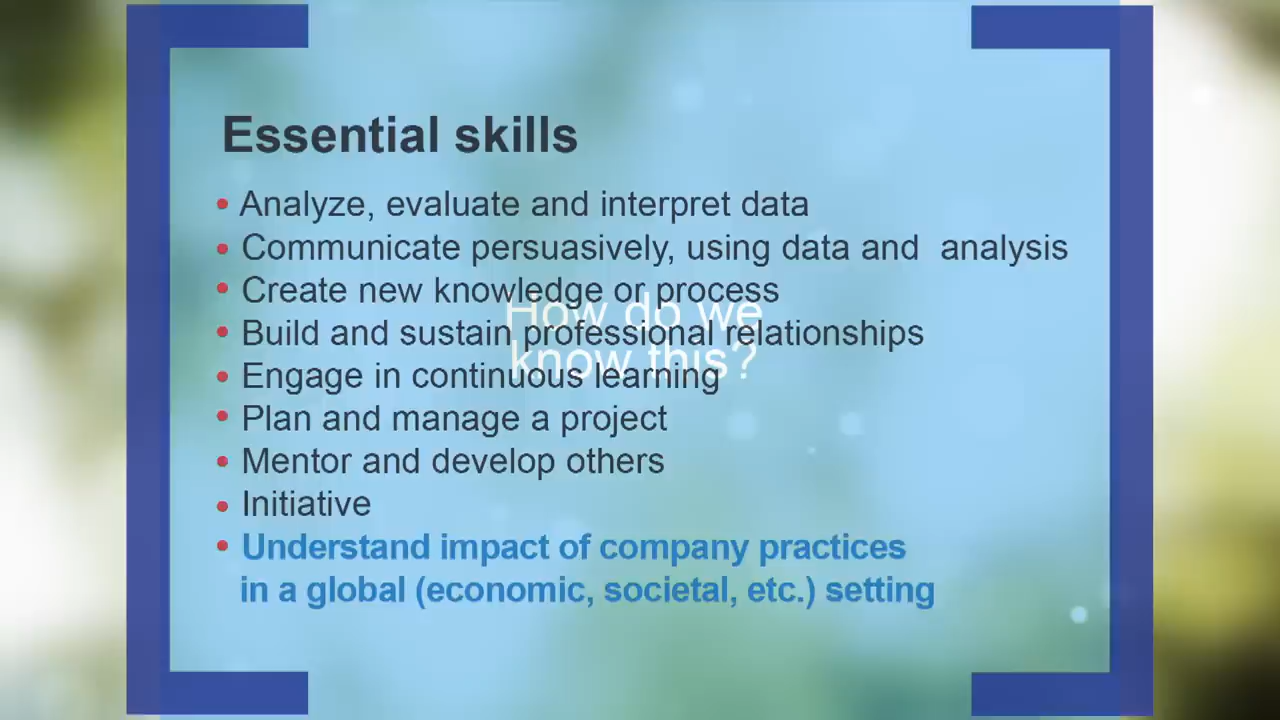 Essential skills
• Analyze, evaluate and interpret data
• Communicate persuasively, using data and analysis
• Create new knowledge or process
• Build and sustain professional relationships
• Engage in continuous learning
• Plan and manage a project
• Mentor and develop others
• Initiative
• Understand impact of company practices
in a global (economic, societal, etc.) setting
How do we
know this?